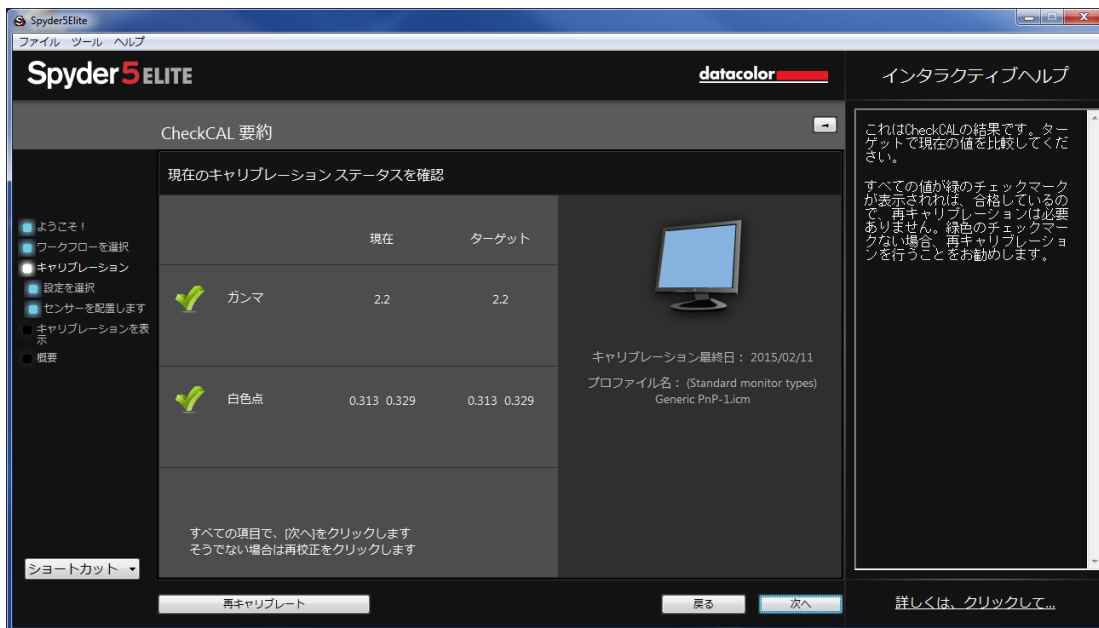 Spyder5Elite
ファイル ツール ヘルプ
Spyder5ELITE
datacolor
インタラクティブヘルプ
CheckCAL 要約
現在のキャリブレーション ステータスを確認
ようこそ！
ワークフローを選択
キャリブレーション
設定を選択
センサーを配置します
キャリブレーションを表
示
概要
現在 ターゲット
ガンマ 2.2 2.2
白色点 0.313 0.329 0.313 0.329
すべての項目で、[次へ]をクリックします
そうでない場合は再校正をクリックします
キャリブレーション最終日： 2015/02/11
プロファイル名： (Standard monitor types)
Generic PnP-1.icm
これはCheckCALの結果です。ター
ゲットで現在の値を比較してくだ
さい。
すべての値が緑のチェックマーク
が表示されれば、合格しているの
で、再キャリブレーションは必要
ありません。緑色のチェックマー
クない場合、再キャリブレーショ
ンを行うことをお勧めします。
ショートカット
再キャリブレート
戻る
次へ
詳しくは、クリックして...